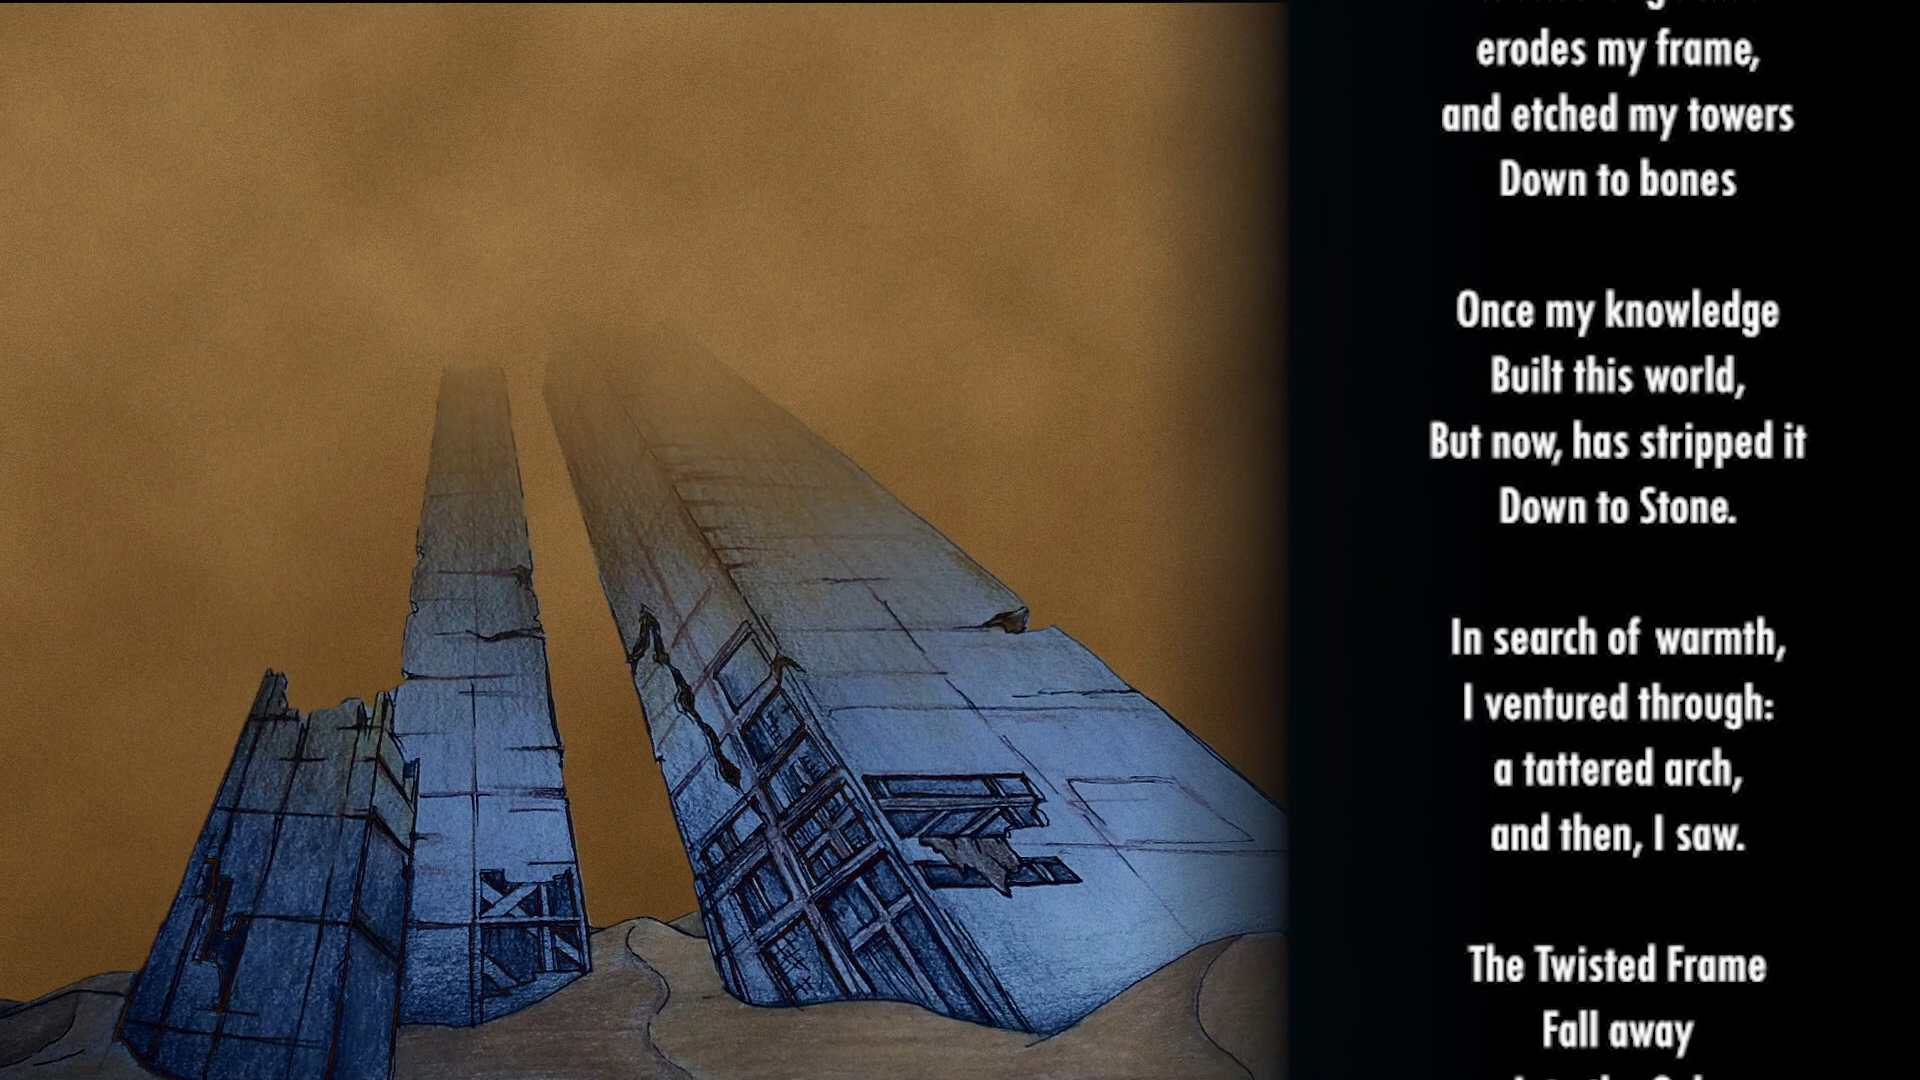 erodes my frame,
and etched my towers
Down to bones
Once my knowledge
Built this world,
But now, has stripped it
Down to Stone.
In search of warmth,
I ventured through:
a tattered arch,
and then, I saw.
The Twisted Frame
Fall away